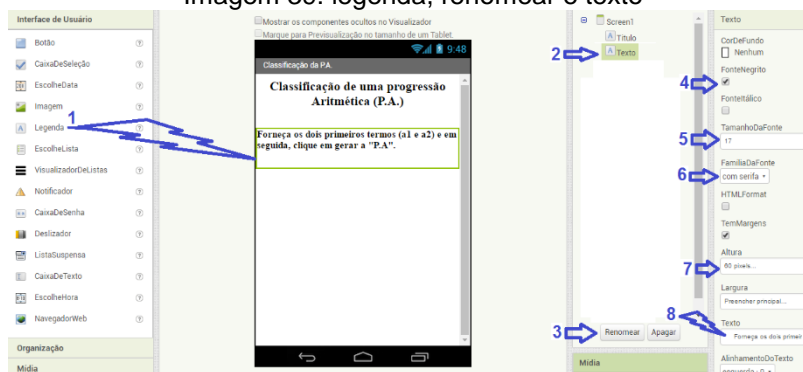 Imagem 39: legenda, renomear e texto
Interface de Usuário
Botão
CaixaDeSeleção
EscolheData
Imagem
Legenda
EscolheLista
VisualizadorDeListas
Notificador
CaixaDeSenha
Deslizador
ListaSuspensa
CaixaDeTexto
EscolheHora
NavegadorWeb
Organização
Mídia
1
Mostrar os componentes ocultos no Visualizador
Marque para Previsualização no tamanho de um Tablet.
9:48
Classificação da P.A.
Classificação de uma progressão
Aritmética (P.A.)
Forneça os dois primeiros termos (a1 e a2) e em
seguida, clique em gerar a "P.A".
Screen1
Titulo
2
Texto
3
Renomear Apagar
Mídia
Texto
CorDeFundo
Nenhum
FonteNegrito
4
FonteItálico
TamanhoDaFonte
5
17
FamiliaDaFonte
6
com serifa
HTMLFormat
TemMargens
Altura
7
60 pixels...
Largura
Preencher principal...
8
Texto
Forneça os dois primeir
AlinhamentoDoTexto